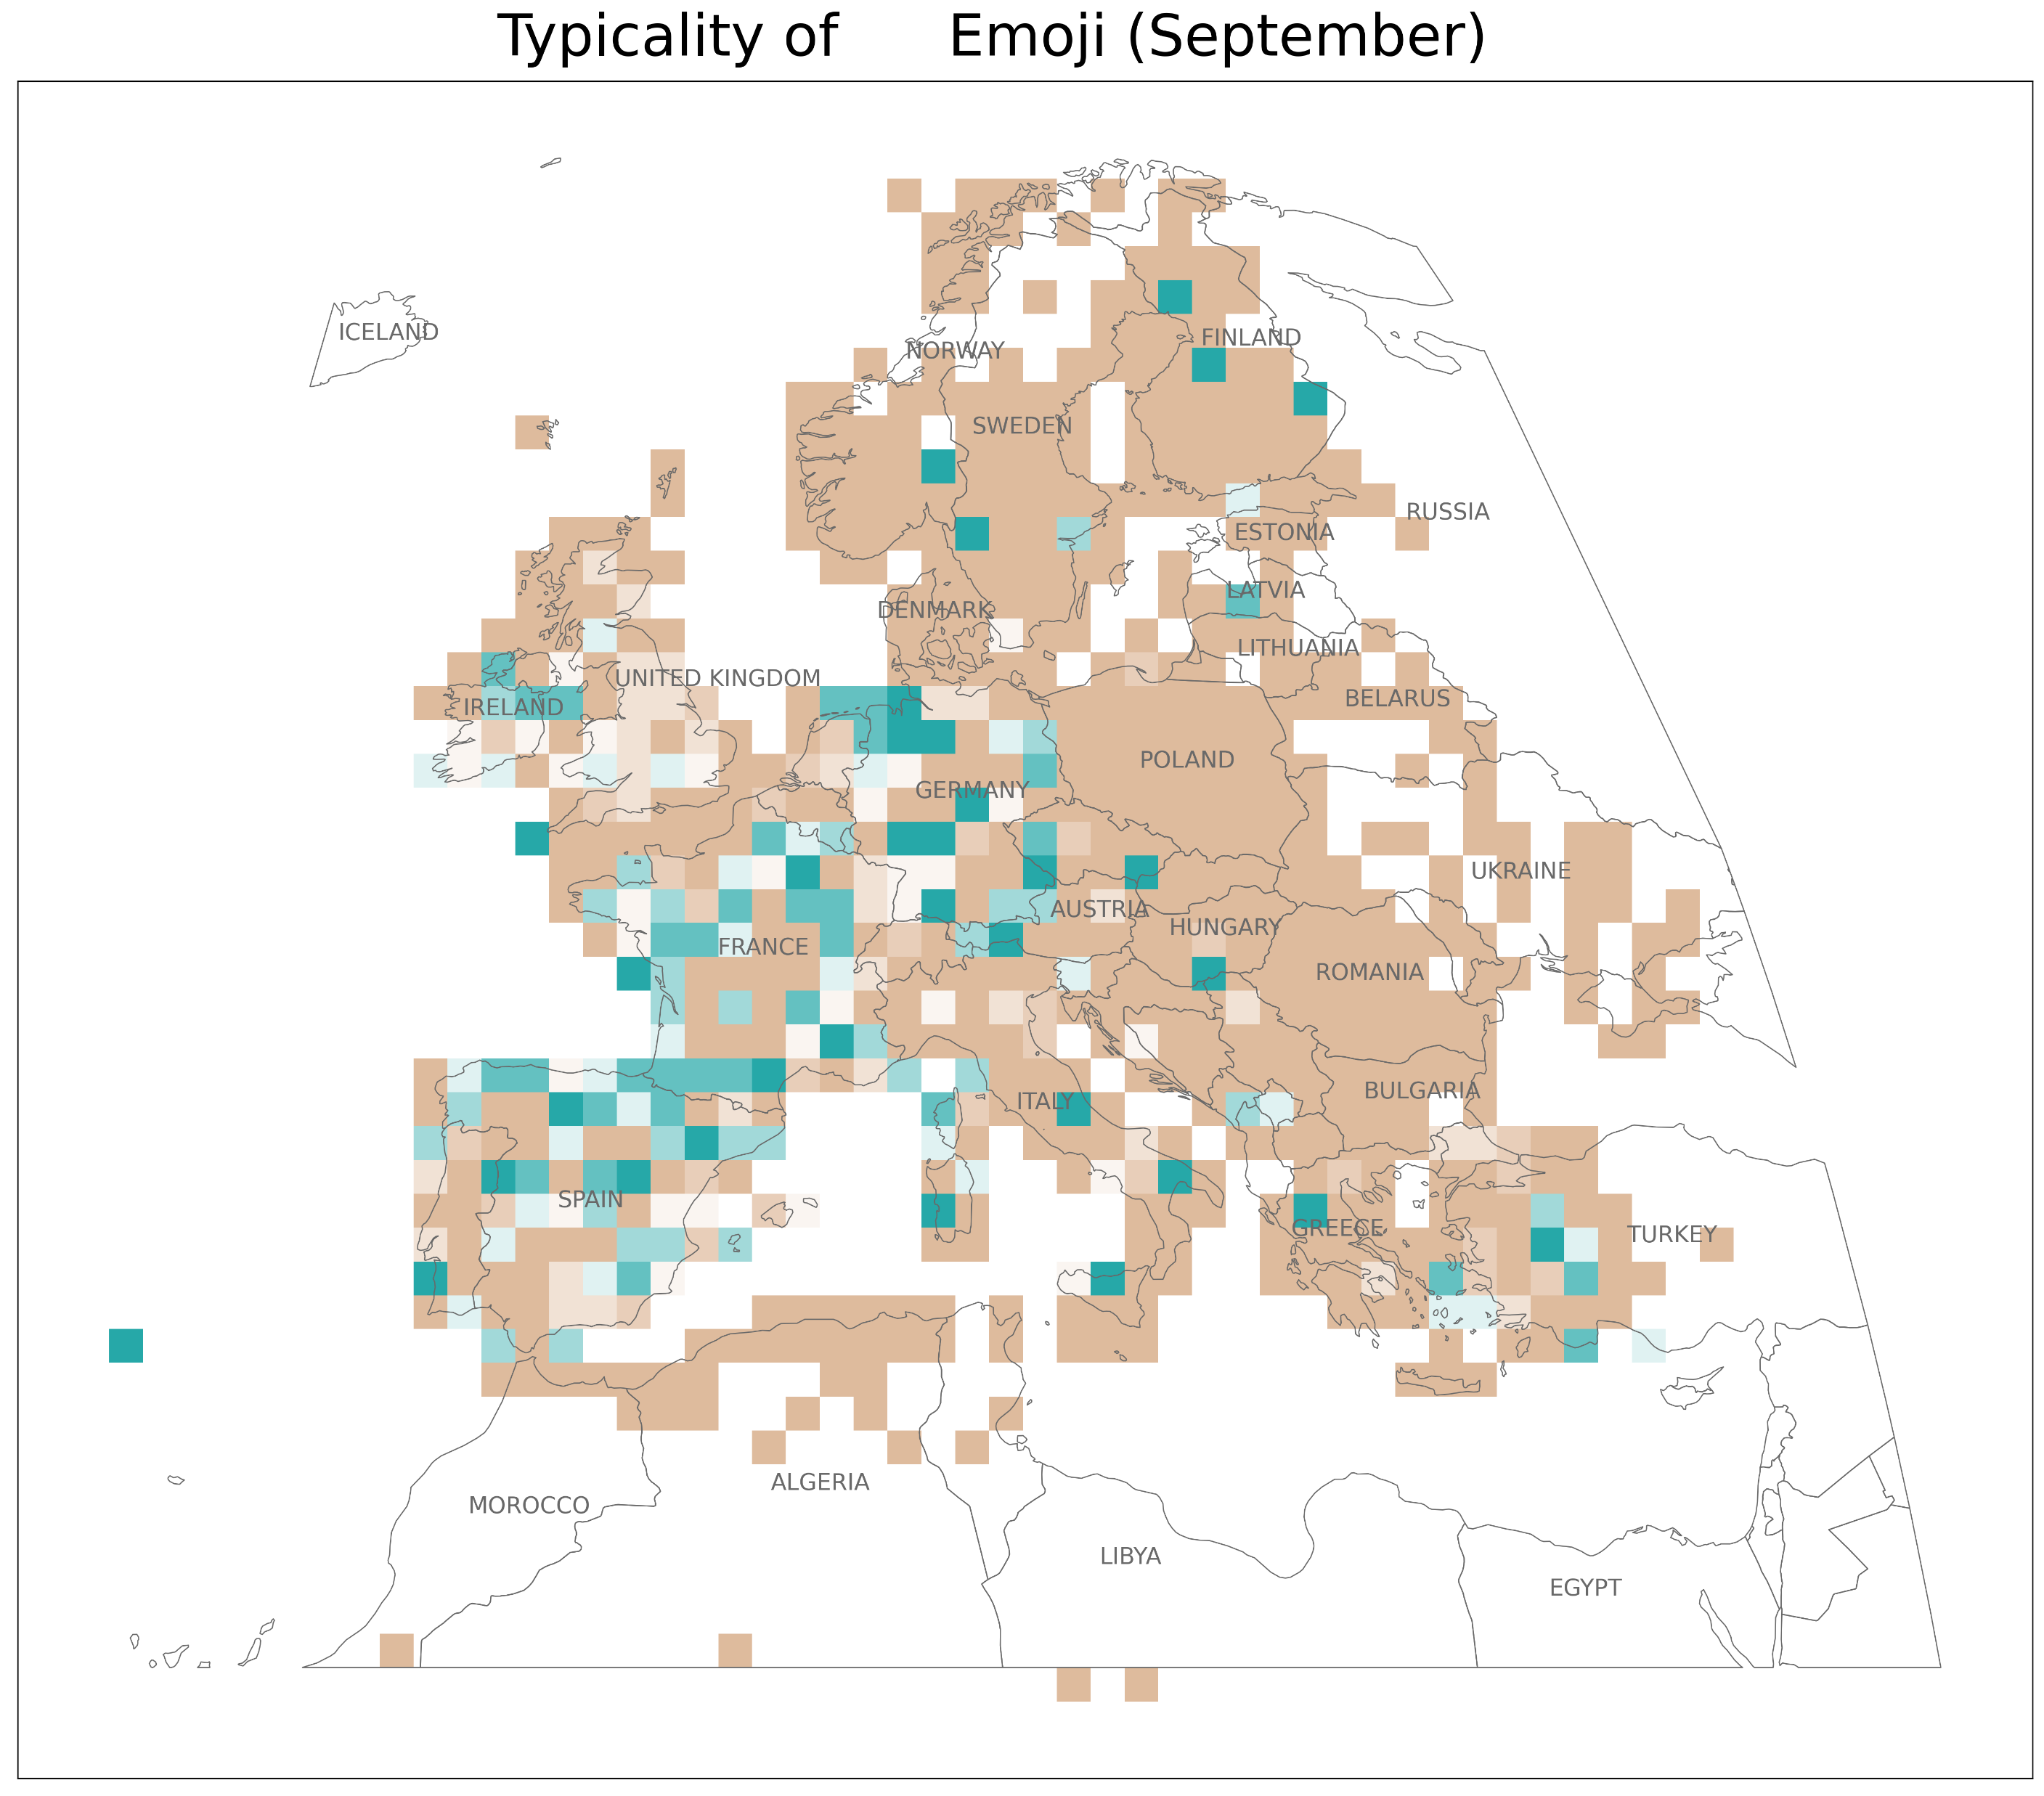 Typicality of Emoji (September)
ICELAND
FINLAND
NORWAY
SWEDEN
RUSSIA
ESTONIA
LATVIA
DENMARK
LITHUANIA
UNITED KINGDOM
BELARUS
IRELAND
POLAND
GERMANY
UKRAINE
AUSTRIA
HUNGARY
FRANCE
ROMANIA
BULGARIA
ITALY
SPAIN
GREECE
TURKEY
ALGERIA
MOROCCO
LIBYA
EGYPT